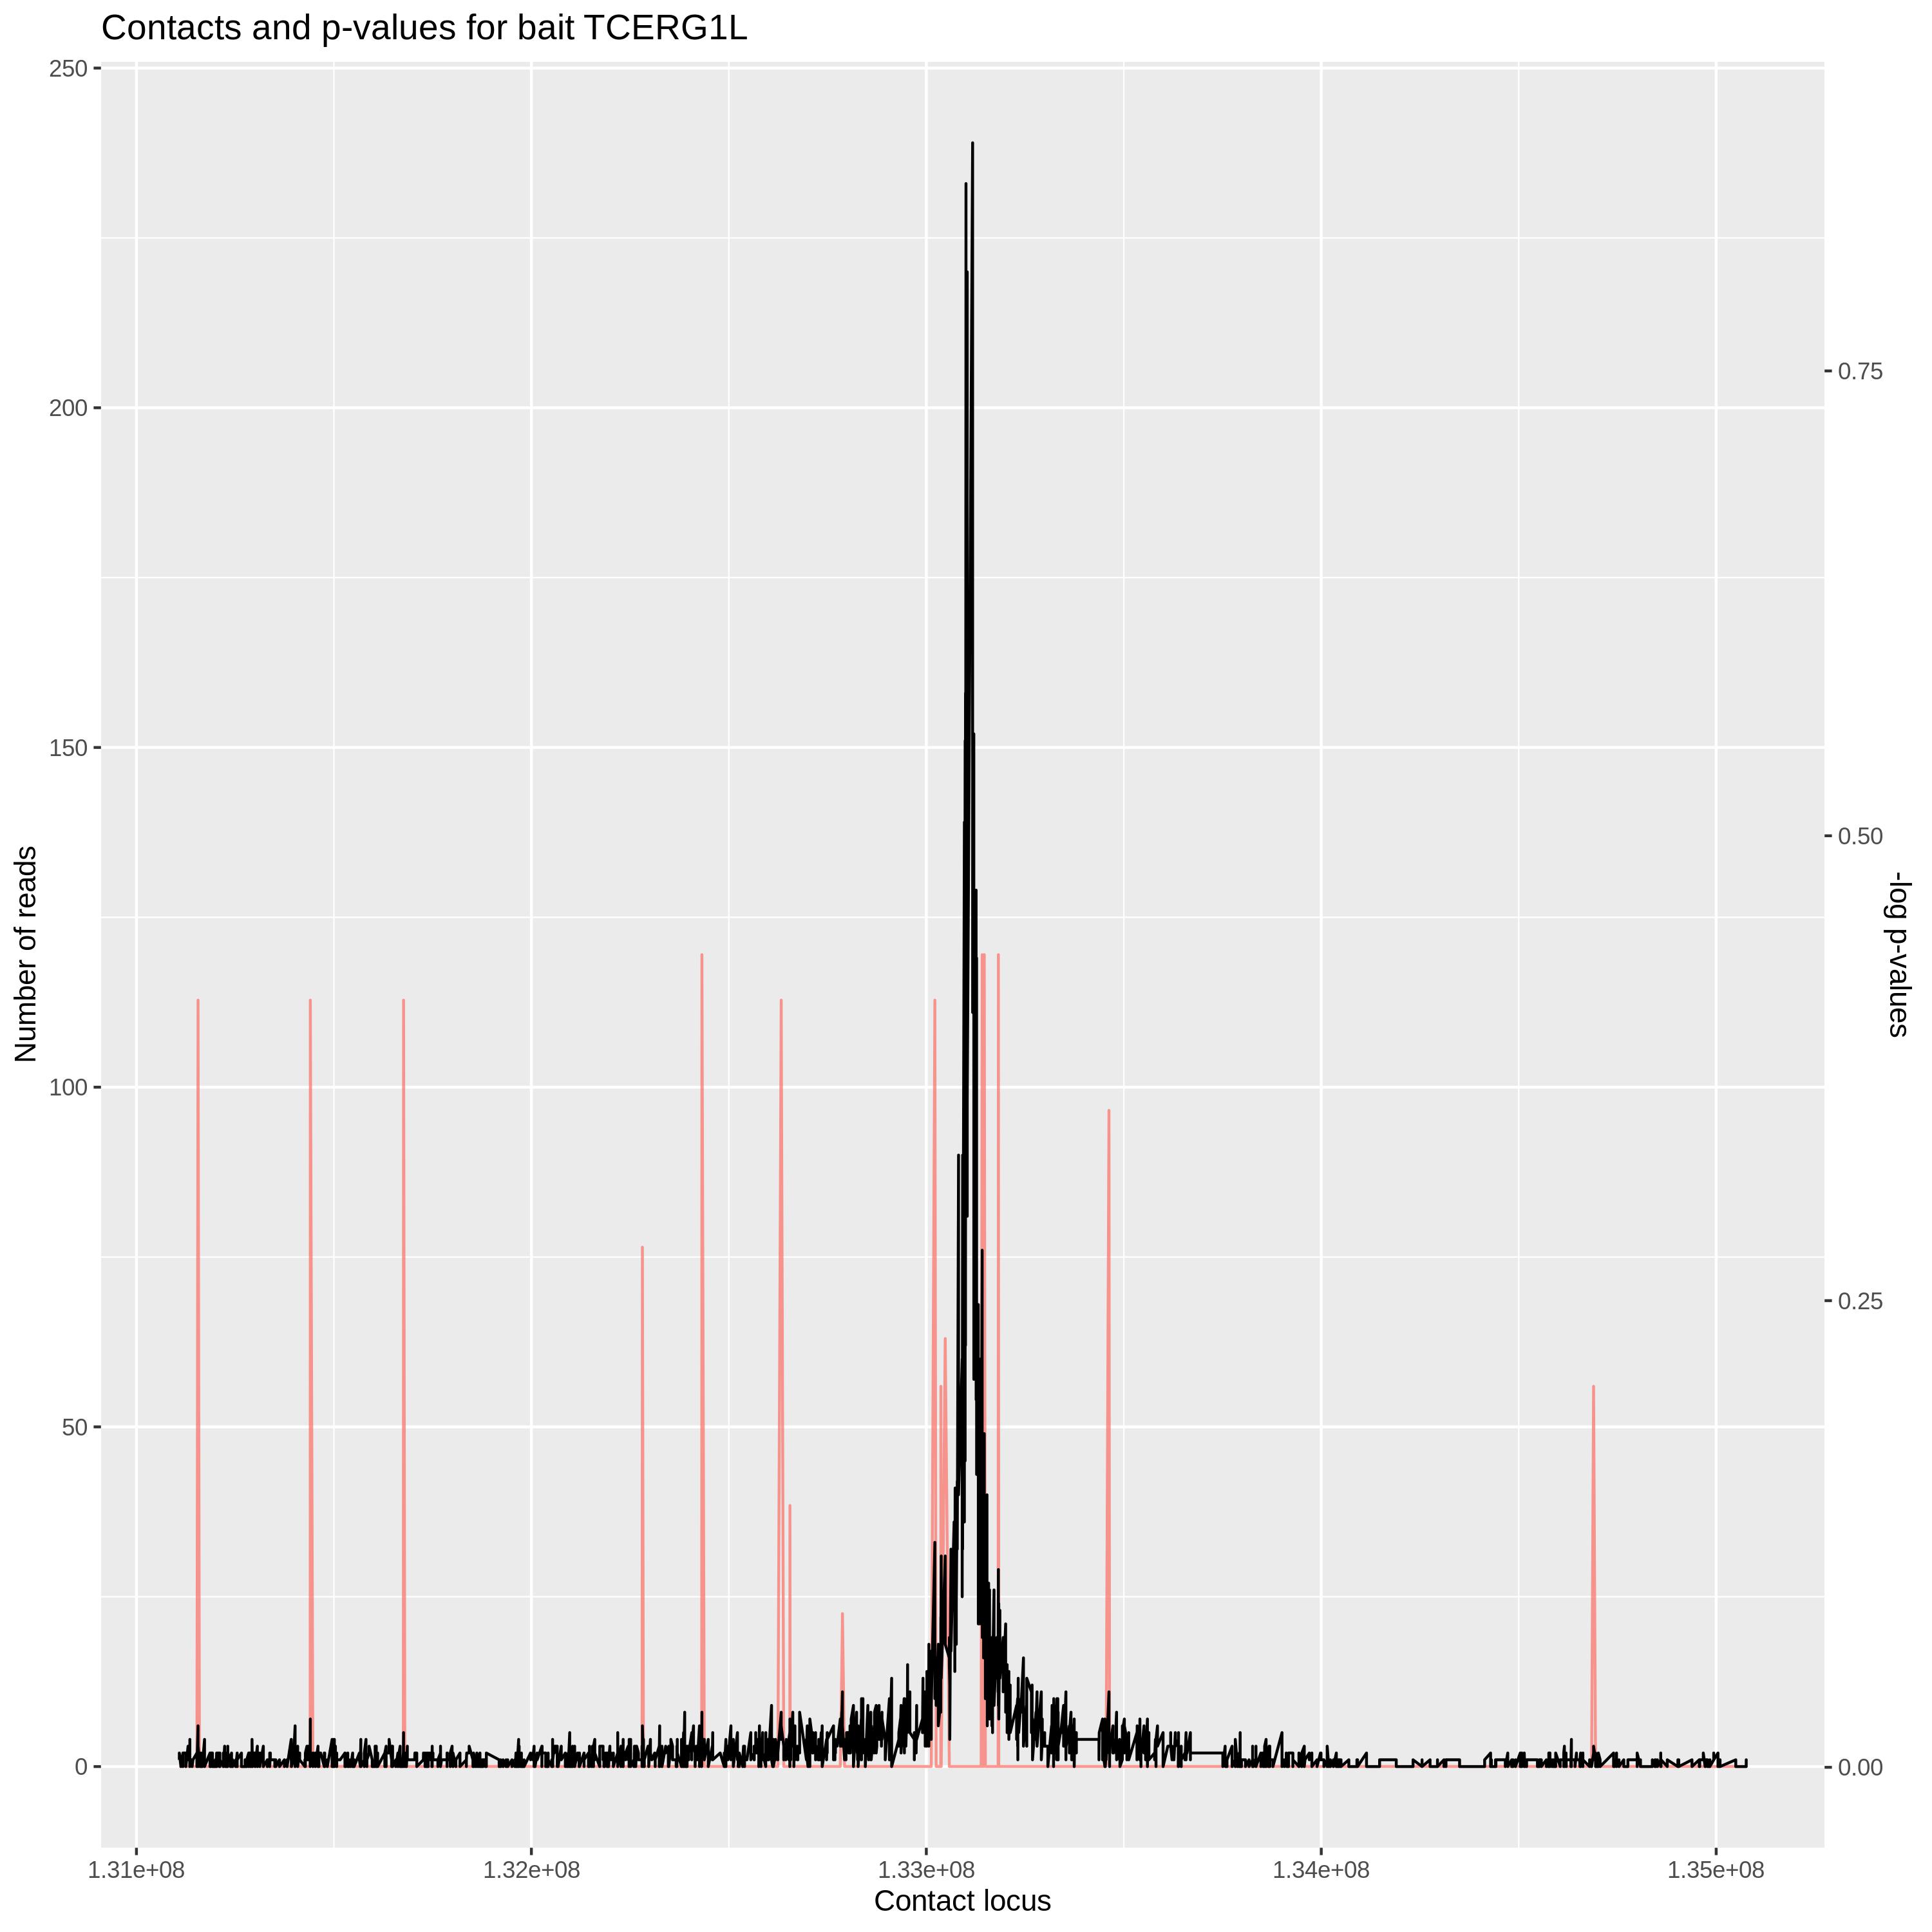 Contacts and p-values for bait TCERG1L
250
200
150
100
50
0
Number of reads
0.75
0.50
0.25
0.00
-log p-values
1.31e+08 1.32e+08 1.33e+08 1.34e+08 1.35e+08
Contact locus